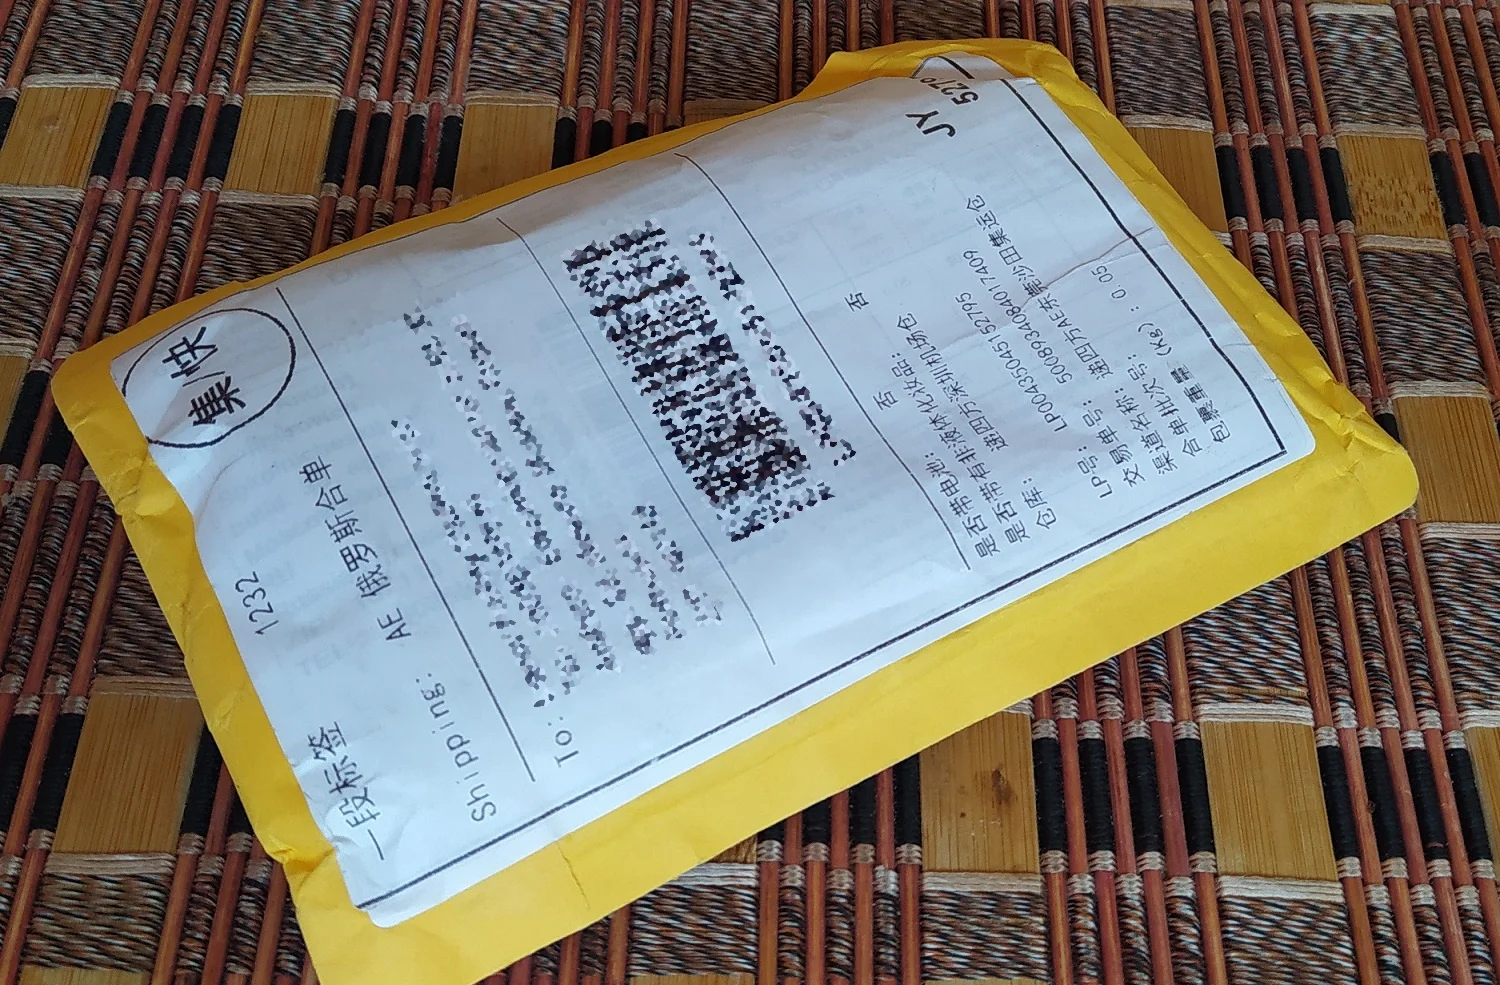 集快
一段标签 1232
Shipping: AE 俄罗斯合单
To:
是否带电池: 否 否
是否带有非液体化妆品:
仓库: 递四方深圳机场仓
LP号: LP00435045152795
交易单号: 5008934084017409
渠道名称: 递四方AE东莞沙田集运仓
合单批次号:
包裹重量(Kg): 0.05
JY